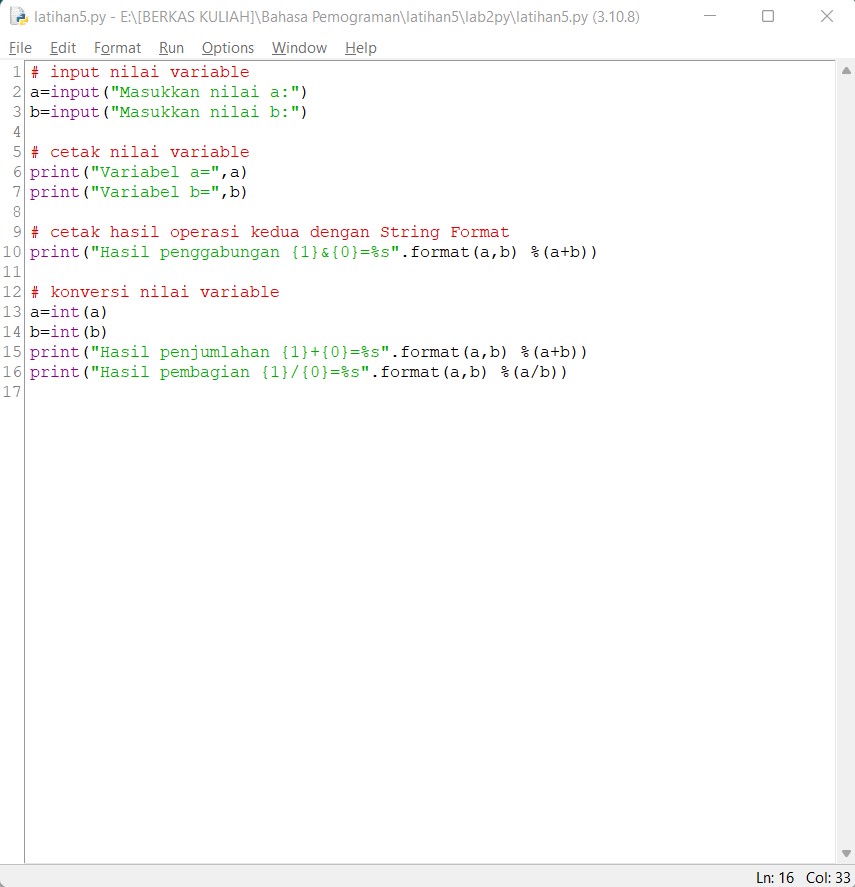 latihan5.py - E:\[BERKAS KULIAH]\Bahasa Pemograman\latihan5\lab2py\latihan5.py (3.10.8)
File Edit Format Run Options Window Help
1 # input nilai variable
2 a=input("Masukkan nilai a:")
3 b=input("Masukkan nilai b:")
4
5 # cetak nilai variable
6 print("Variabel a=",a)
7 print("Variabel b=",b)
8
9 # cetak hasil operasi kedua dengan String Format
10 print("Hasil penggabungan {1}&{0}=%s".format(a,b) %(a+b))
11
12 # konversi nilai variable
13 a=int(a)
14 b=int(b)
15 print("Hasil penjumlahan {1}+{0}=%s".format(a,b) %(a+b))
16 print("Hasil pembagian {1}/{0}=%s".format(a,b) %(a/b))
17
Ln: 16 Col: 33